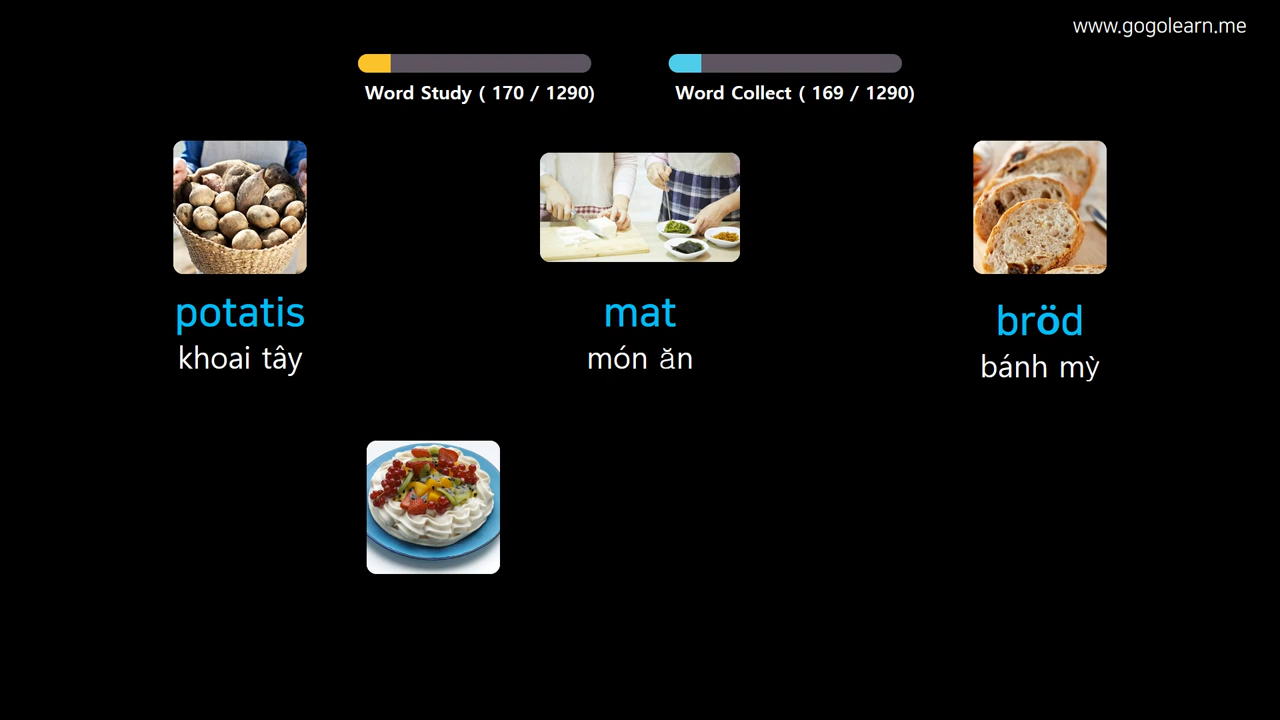 www.gogolearn.me
Word Study ( 170 / 1290)
Word Collect ( 169 / 1290)
potatis
khoai tây
mat
món ăn
bröd
bánh mỳ